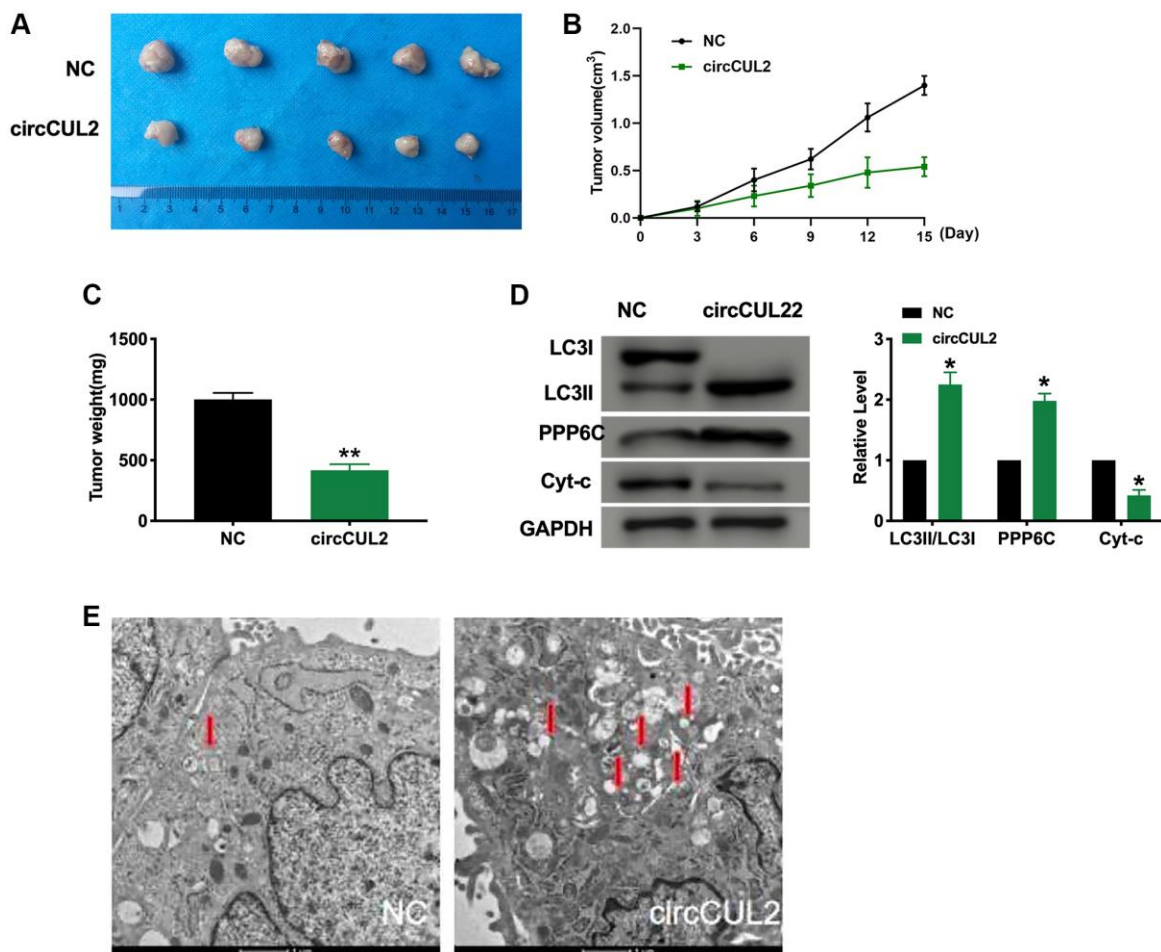 A
NC
circCUL2
1 2 3 4 5 6 7 8 9 10 11 12 13 14 15 16 17
B
NC
circCUL2
Tumor volume(cm³)
2.0
1.5
1.0
0.5
0.0
0 3 6 9 12 15 (Day)
C
Tumor weight(mg)
1500
1000
500
0
**
NC circCUL2
D
NC circCUL22
LC3I
LC3II
PPP6C
Cyt-c
GAPDH
NC
circCUL2
Relative Level
3
2
1
0
* * *
LC3II/LC3I PPP6C Cyt-c
E
NC
circCUL2